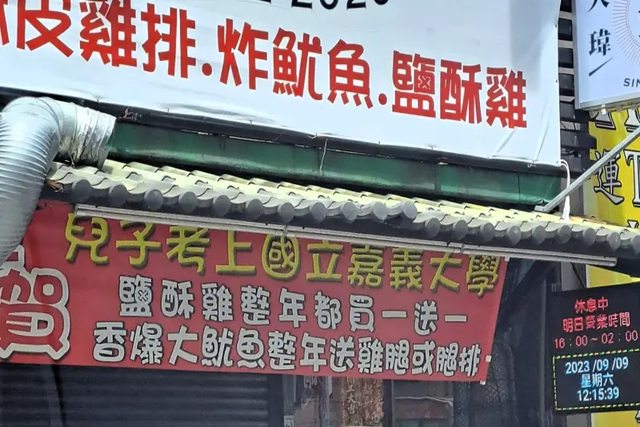 皮雞排.炸魷魚.鹽酥雞
瑋
SIN
運
賀
兒子考上國立嘉義大學
鹽酥雞整年都買一送一
香爆大魷魚整年送雞腿或腿排
休息中
明日營業時間
16:00~02:00
2023/09/09
星期六
12:15:39